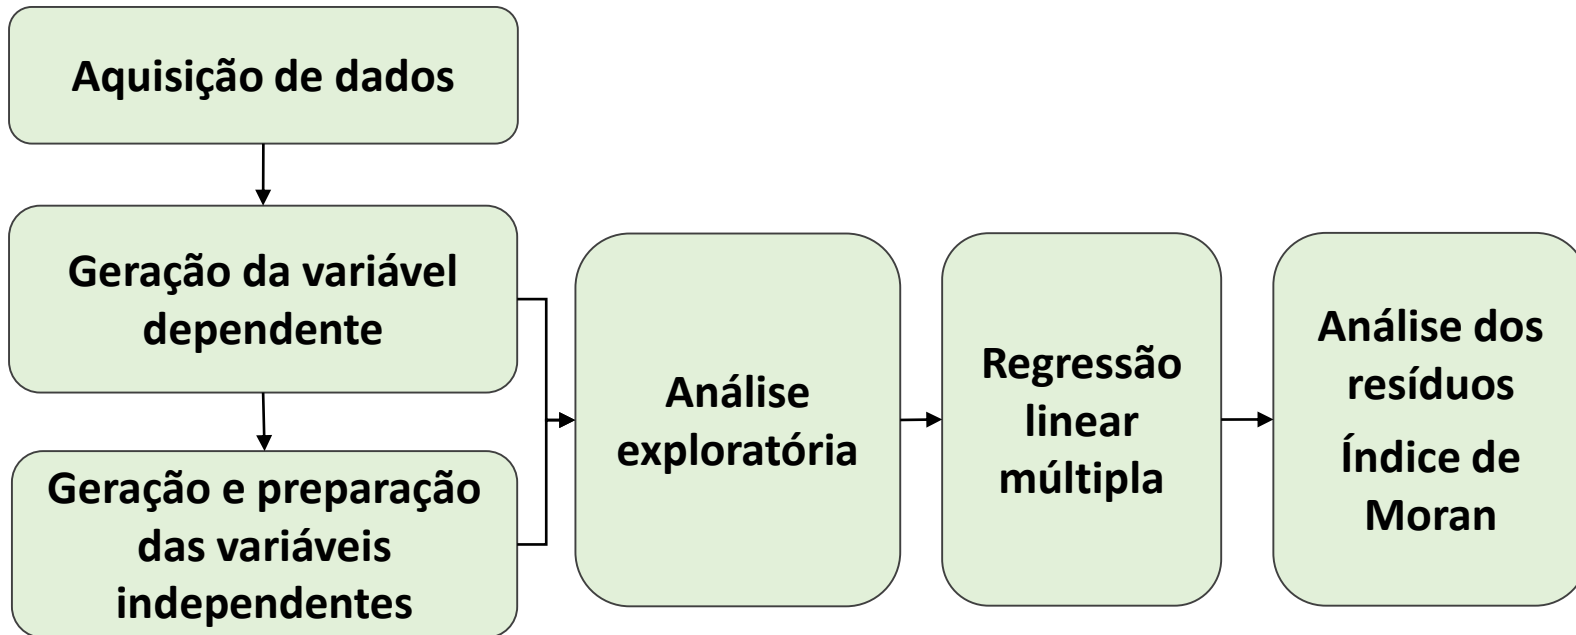 Aquisição de dados
Geração da variável
dependente
Geração e preparação
das variáveis
independentes
Análise
exploratória
Regressão
linear
múltipla
Análise dos
resíduos
Índice de
Moran